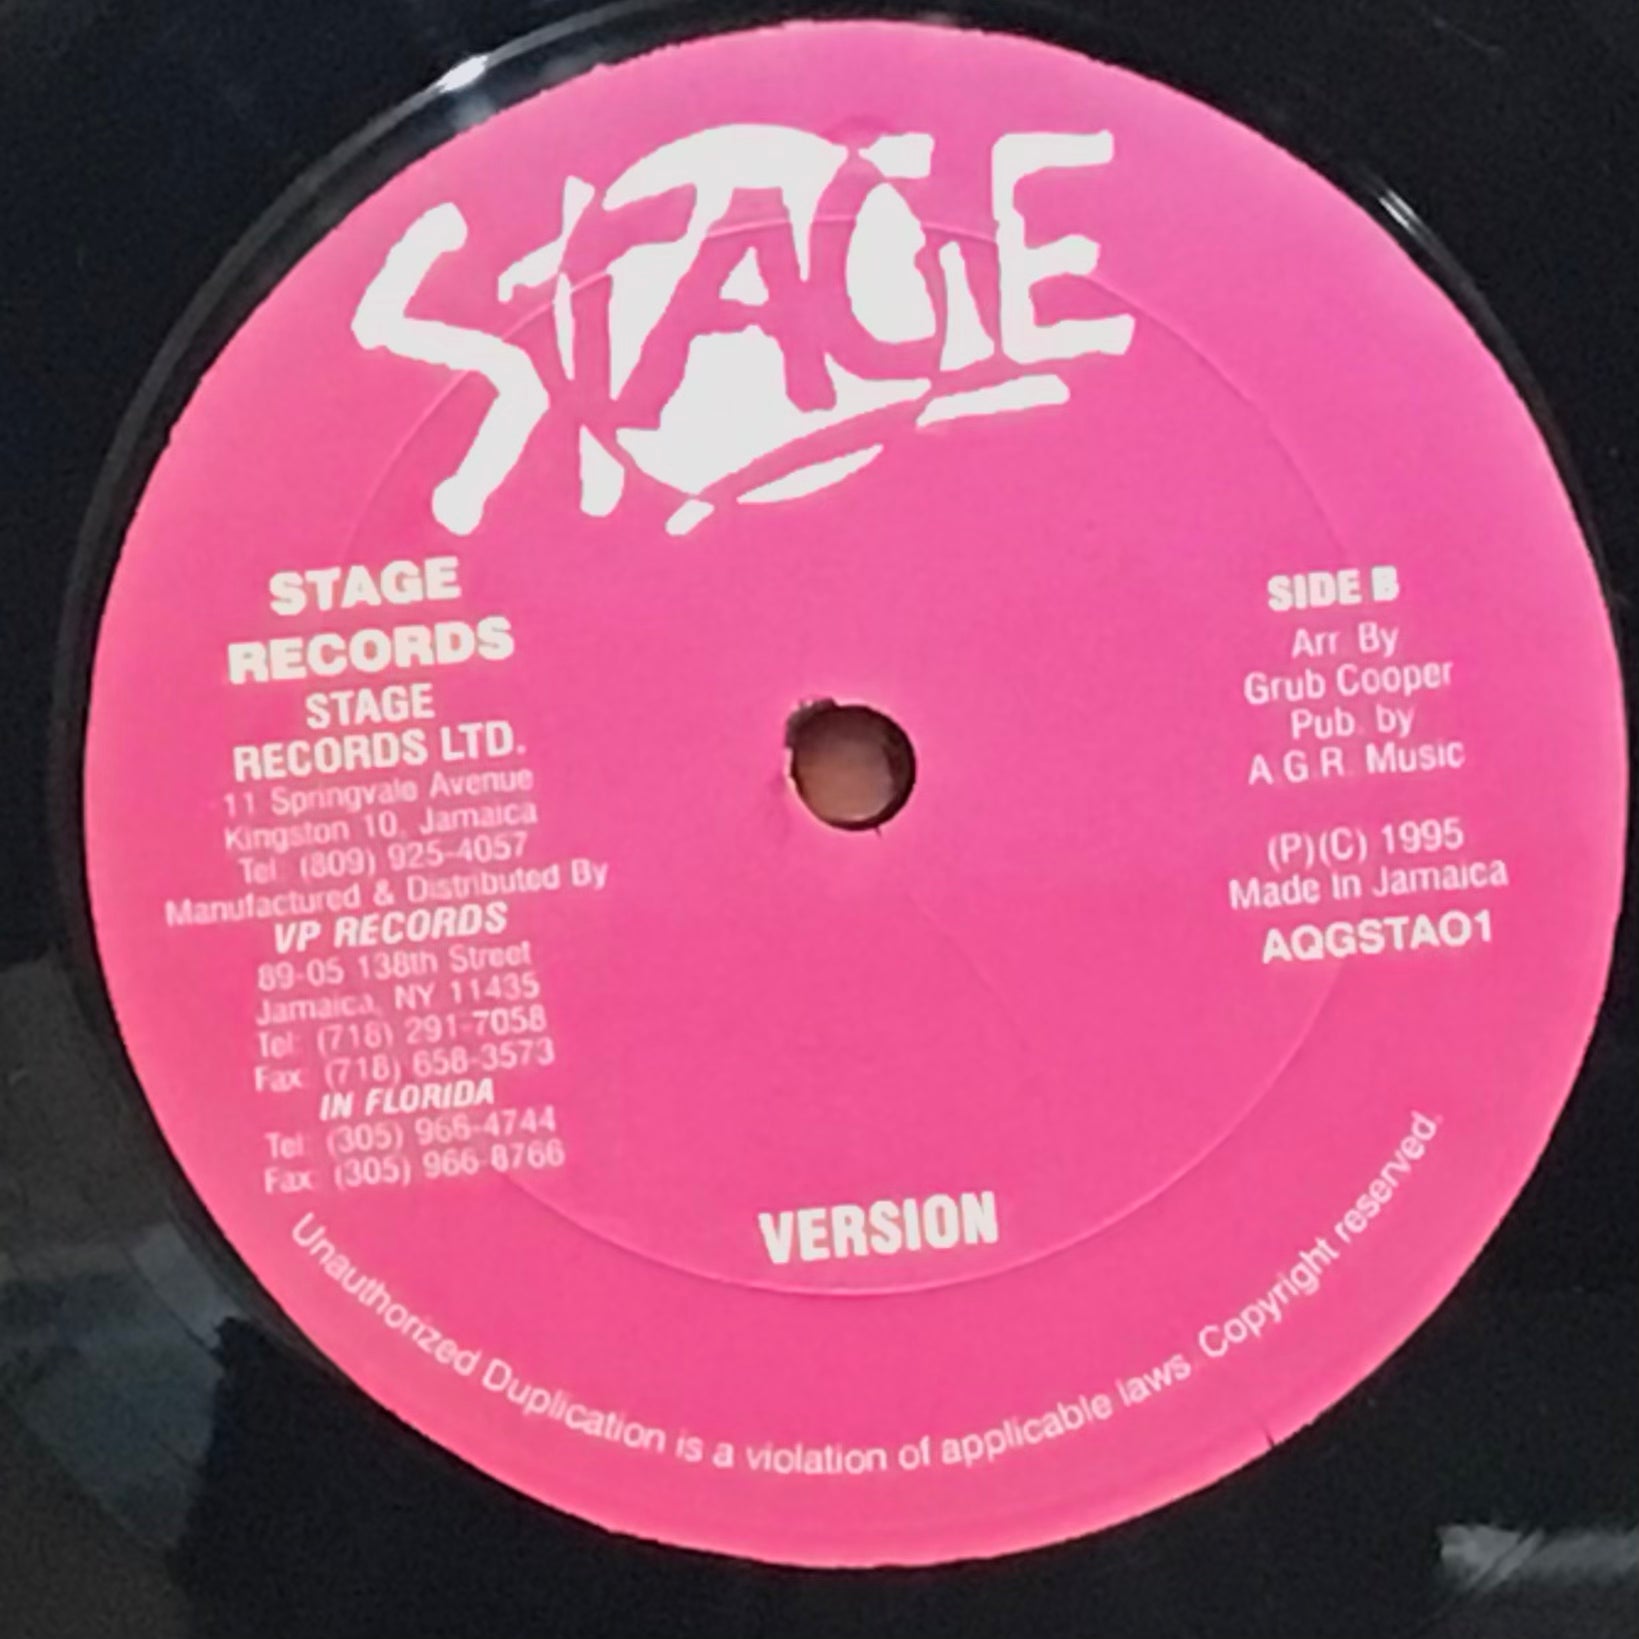 STAGE
STAGE
RECORDS
STAGE
RECORDS LTD.
11 Springvale Avenue
Kingston 10, Jamaica
Tel: (809) 925-4057
Manufactured & Distributed By
VP RECORDS
89-05 138th Street
Jamaica, NY 11435
Tel: (718) 291-7058
Fax: (718) 658-3573
IN FLORIDA
Tel: (305) 966-4744
Fax: (305) 966-8766
SIDE B
Arr. By
Grub Cooper
Pub. by
A.G.R. Music
(P)(C) 1995
Made In Jamaica
AQGSTAO1
VERSION
Unauthorized Duplication is a violation of applicable laws. Copyright reserved.